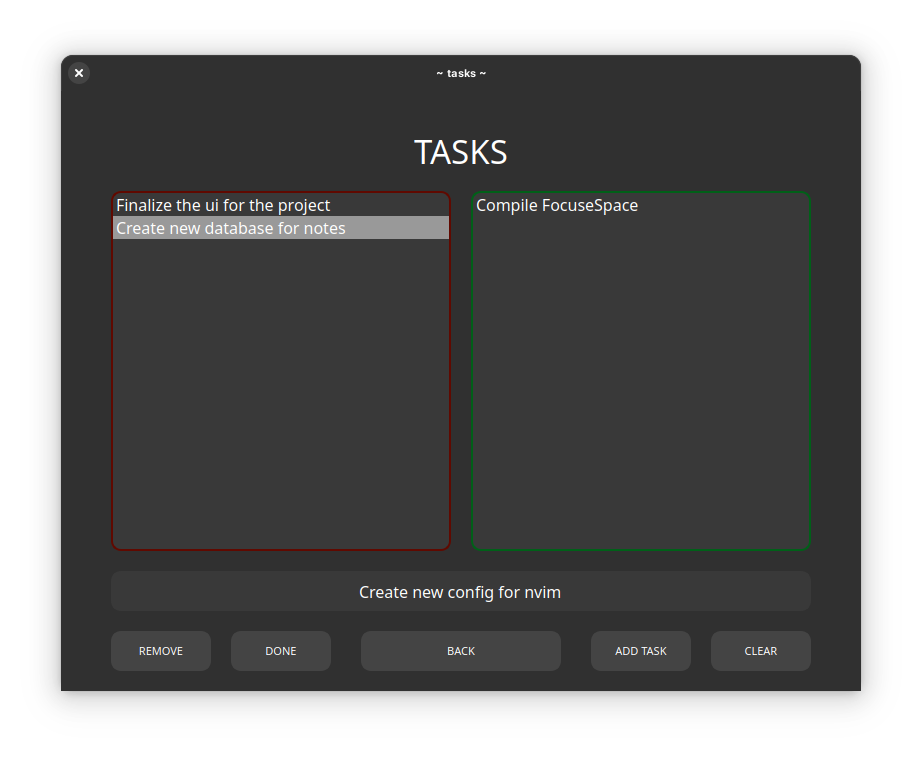 ~ tasks ~
TASKS
Finalize the ui for the project
Create new database for notes
Compile FocuseSpace
Create new config for nvim
REMOVE
DONE
BACK
ADD TASK
CLEAR